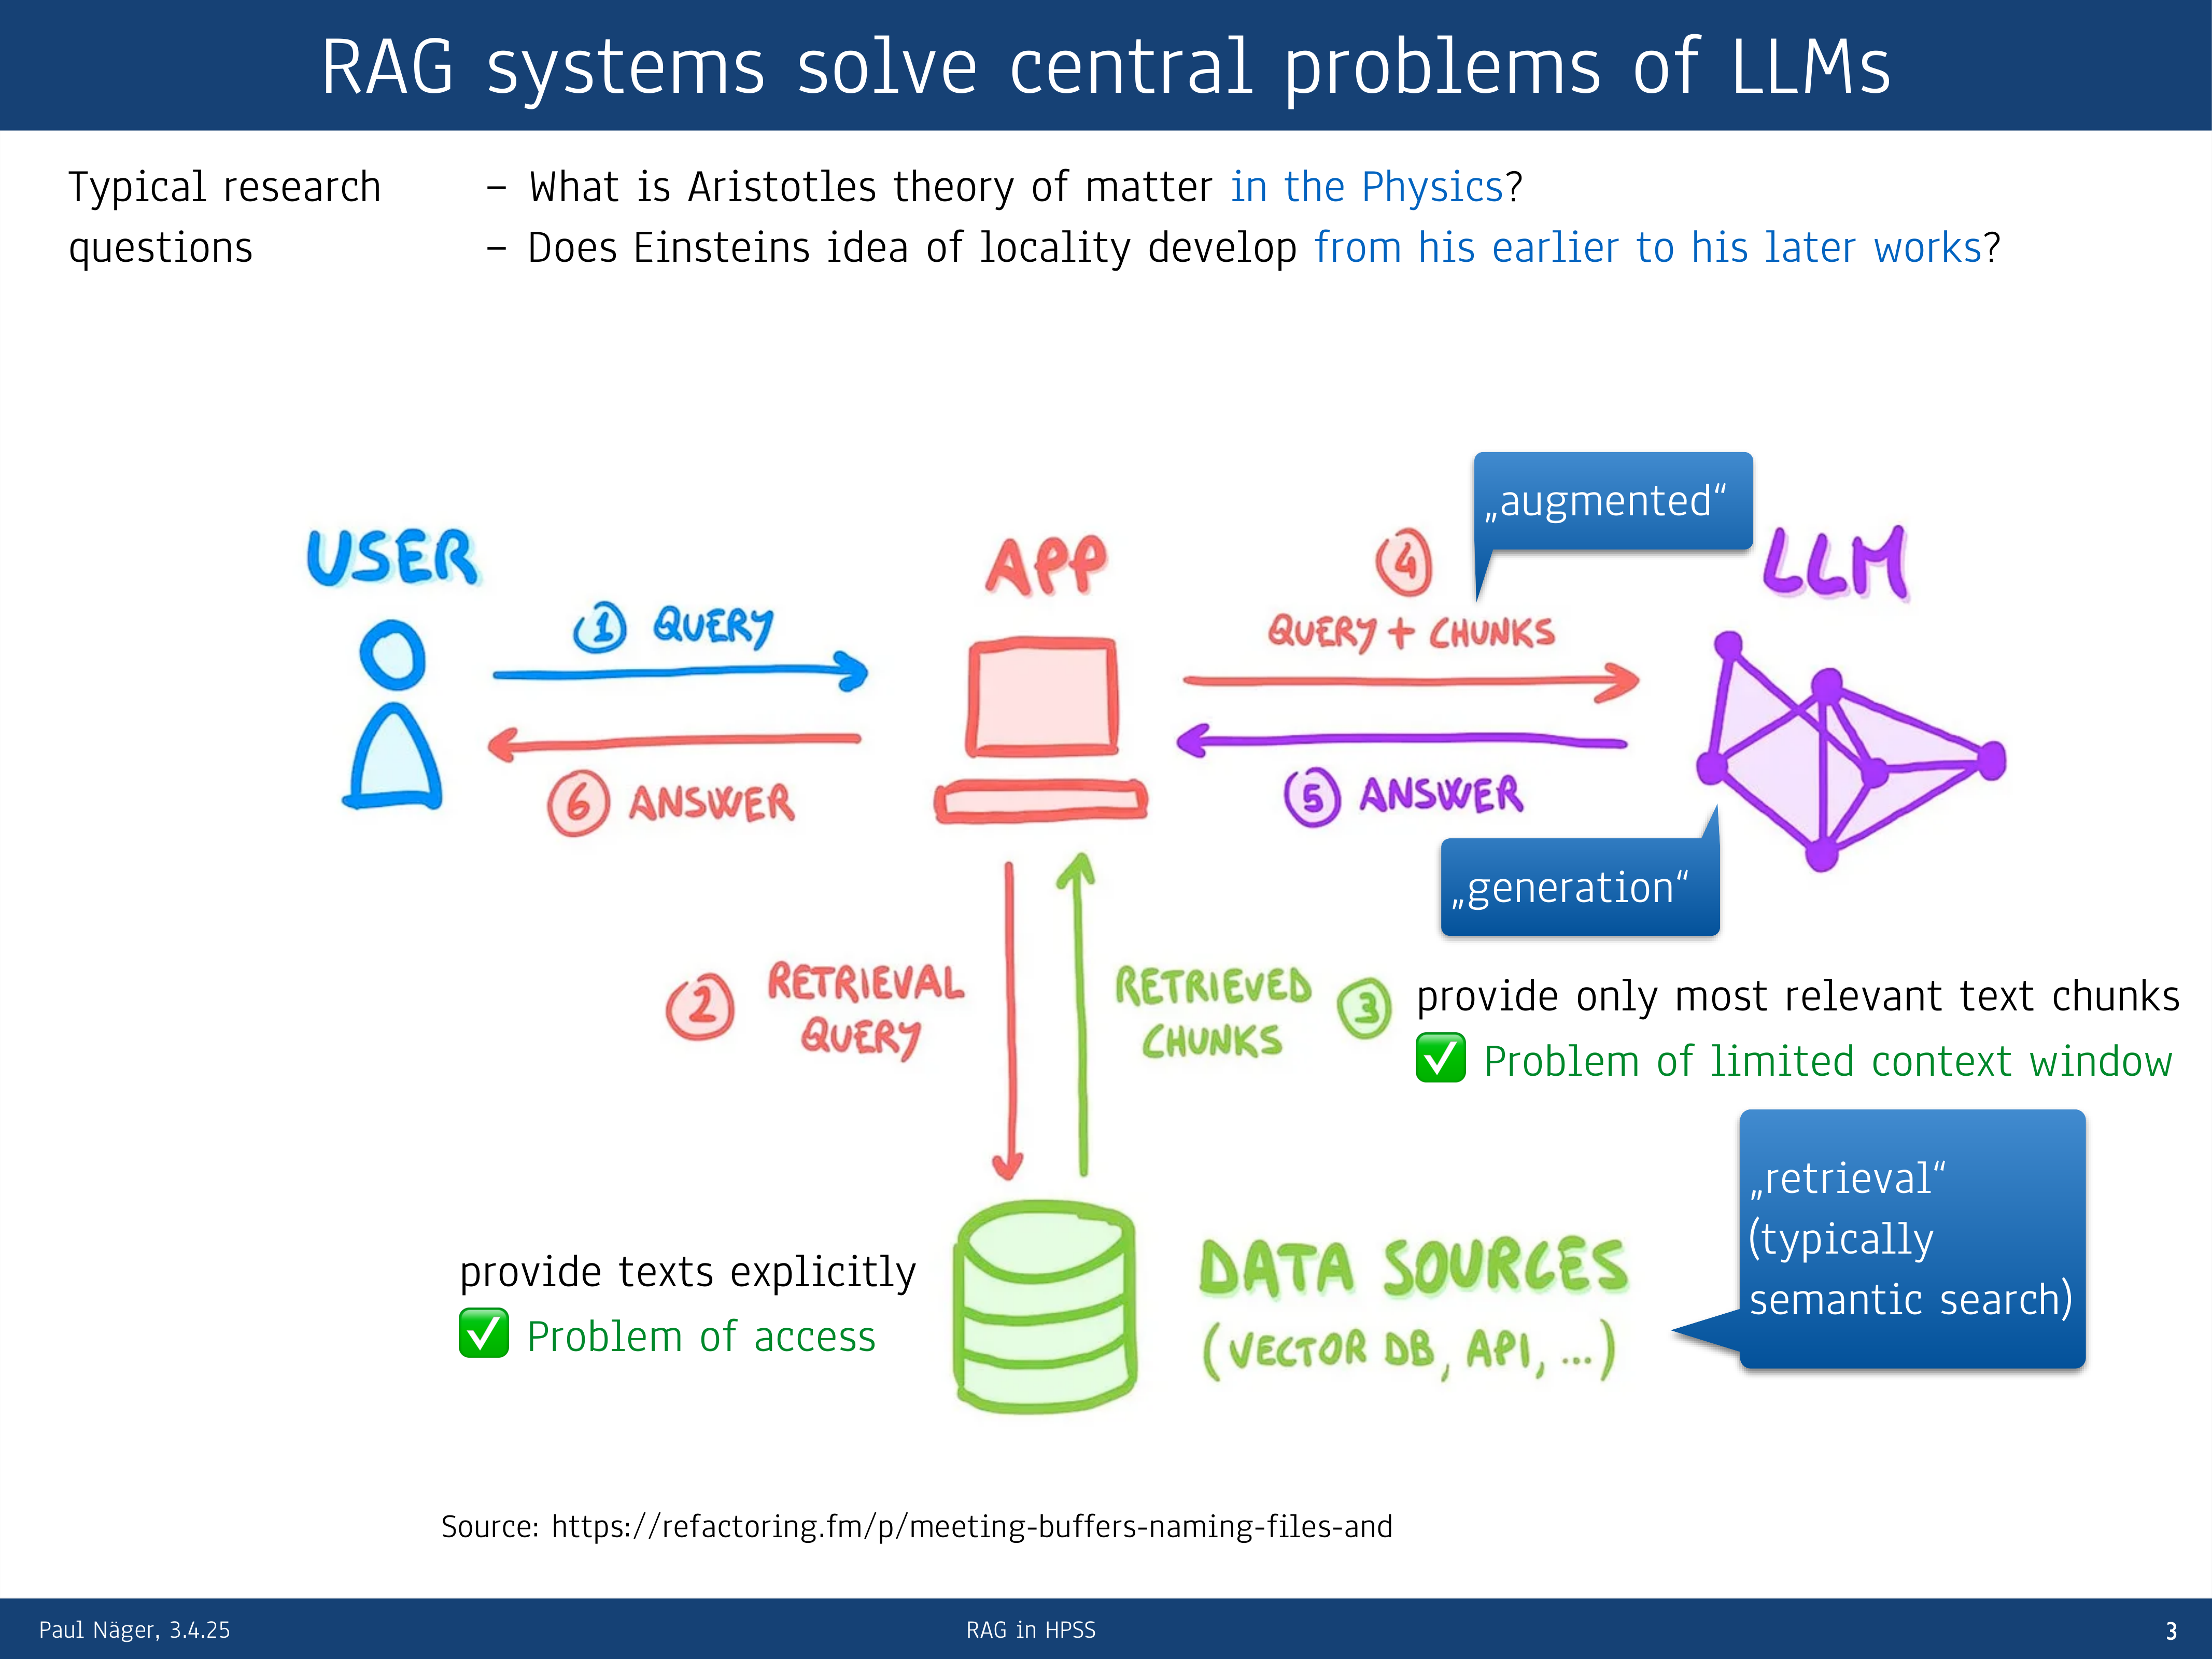 RAG systems solve central problems of LLMs
Typical research
questions
– What is Aristotles theory of matter in the Physics?
– Does Einsteins idea of locality develop from his earlier to his later works?
„augmented“
USER
APP
LLM
1 QUERY
4
QUERY + CHUNKS
6 ANSWER
5 ANSWER
„generation“
2 RETRIEVAL
QUERY
RETRIEVED
CHUNKS
3
provide only most relevant text chunks
✅ Problem of limited context window
„retrieval“
(typically
semantic search)
provide texts explicitly
✅ Problem of access
DATA SOURCES
(VECTOR DB, API, ...)
Source: https://refactoring.fm/p/meeting-buffers-naming-files-and
Paul Näger, 3.4.25
RAG in HPSS
3